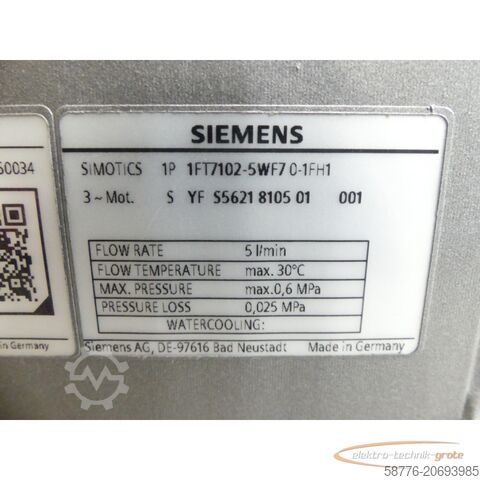 SIEMENS
SIMOTICS 1P 1FT7102-5WF7 0-1FH1
3 ~ Mot. S YF S5621 8105 01 001
FLOW RATE 5 l/min
FLOW TEMPERATURE max. 30°C
MAX. PRESSURE max.0,6 MPa
PRESSURE LOSS 0,025 MPa
WATERCOOLING:
Siemens AG, DE-97616 Bad Neustadt Made in Germany
0034
in Germany
elektro-technik-grote
58776-20693985